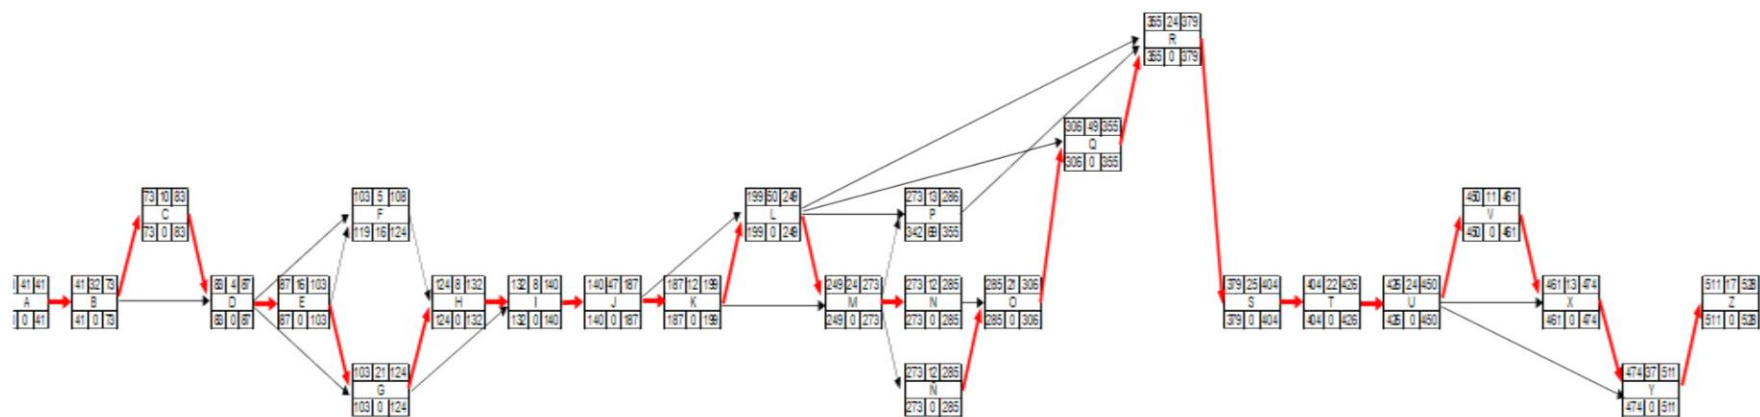 41 41
A
0 41
41 32 73
B
41 0 73
73 10 83
C
73 0 83
83 4 87
D
83 0 87
87 16 103
E
87 0 103
103 5 108
F
119 16 124
103 21 124
G
103 0 124
124 8 132
H
124 0 132
132 8 140
I
132 0 140
140 47 187
J
140 0 187
187 12 199
K
187 0 199
199 50 249
L
199 0 249
249 24 273
M
249 0 273
273 13 286
P
342 69 355
273 12 285
N
273 0 285
273 12 285
Ñ
273 0 285
285 21 306
O
285 0 306
306 49 355
Q
306 0 355
355 24 379
R
355 0 379
379 25 404
S
379 0 404
404 22 426
T
404 0 426
426 24 450
U
426 0 450
450 11 461
V
450 0 461
461 13 474
X
461 0 474
474 37 511
Y
474 0 511
511 17 528
Z
511 0 528